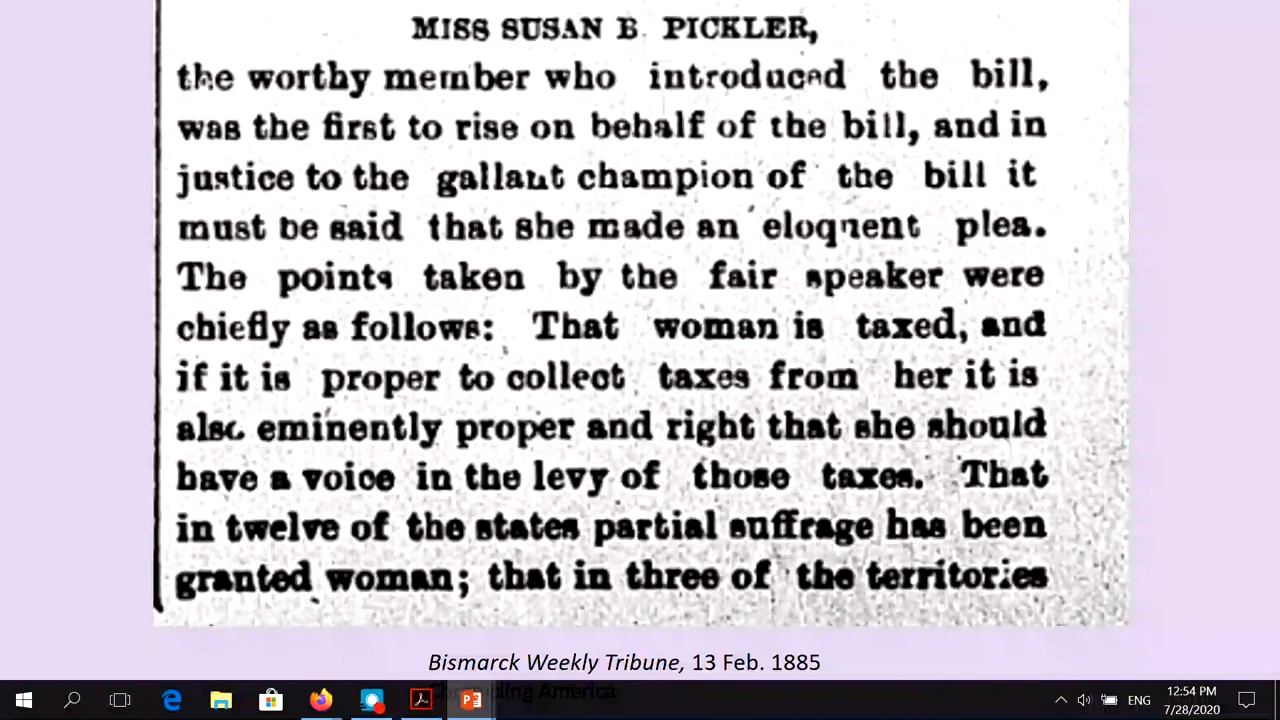 MISS SUSAN B. PICKLER,
the worthy member who introduced the bill,
was the first to rise on behalf of the bill, and in
justice to the gallant champion of the bill it
must be said that she made an eloquent plea.
The points taken by the fair speaker were
chiefly as follows: That woman is taxed, and
if it is proper to collect taxes from her it is
also eminently proper and right that she should
have a voice in the levy of those taxes. That
in twelve of the states partial suffrage has been
granted woman; that in three of the territories
Bismarck Weekly Tribune, 13 Feb. 1885
America
ENG
12:54 PM
7/28/2020